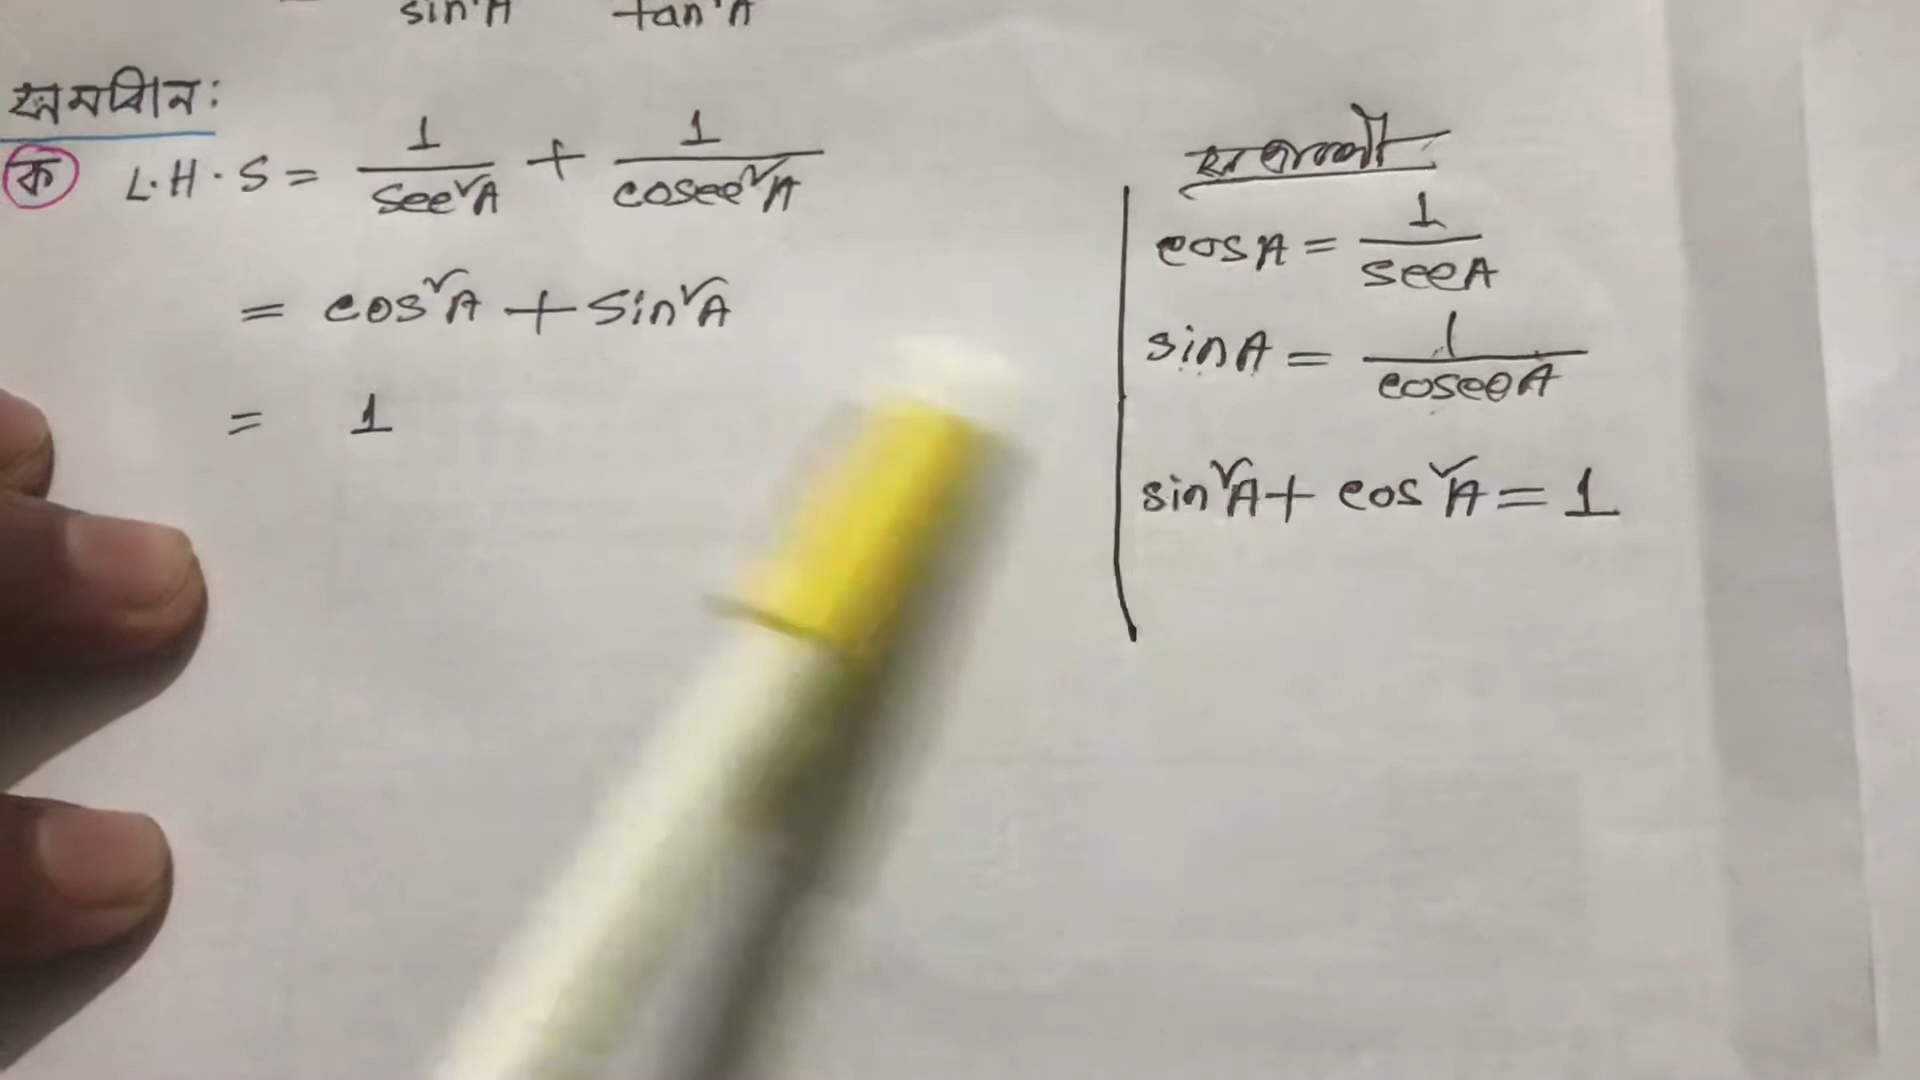 sin²A tan²A
সমাধান:
ক L.H.S = 1/sec²A + 1/cosec²A
= cos²A + sin²A
= 1
cosA = 1/secA
sinA = 1/cosecA
sin²A + cos²A = 1